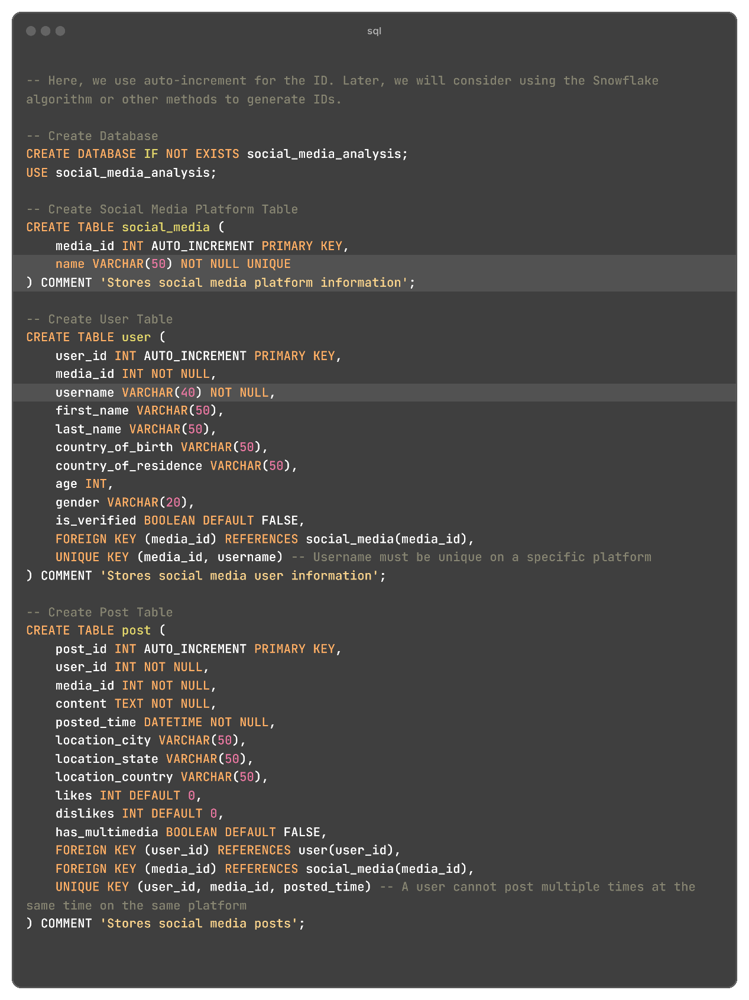 sql
-- Here, we use auto-increment for the ID. Later, we will consider using the Snowflake
algorithm or other methods to generate IDs.
-- Create Database
CREATE DATABASE IF NOT EXISTS social_media_analysis;
USE social_media_analysis;
-- Create Social Media Platform Table
CREATE TABLE social_media (
    media_id INT AUTO_INCREMENT PRIMARY KEY,
    name VARCHAR(50) NOT NULL UNIQUE
) COMMENT 'Stores social media platform information';
-- Create User Table
CREATE TABLE user (
    user_id INT AUTO_INCREMENT PRIMARY KEY,
    media_id INT NOT NULL,
    username VARCHAR(40) NOT NULL,
    first_name VARCHAR(50),
    last_name VARCHAR(50),
    country_of_birth VARCHAR(50),
    country_of_residence VARCHAR(50),
    age INT,
    gender VARCHAR(20),
    is_verified BOOLEAN DEFAULT FALSE,
    FOREIGN KEY (media_id) REFERENCES social_media(media_id),
    UNIQUE KEY (media_id, username) -- Username must be unique on a specific platform
) COMMENT 'Stores social media user information';
-- Create Post Table
CREATE TABLE post (
    post_id INT AUTO_INCREMENT PRIMARY KEY,
    user_id INT NOT NULL,
    media_id INT NOT NULL,
    content TEXT NOT NULL,
    posted_time DATETIME NOT NULL,
    location_city VARCHAR(50),
    location_state VARCHAR(50),
    location_country VARCHAR(50),
    likes INT DEFAULT 0,
    dislikes INT DEFAULT 0,
    has_multimedia BOOLEAN DEFAULT FALSE,
    FOREIGN KEY (user_id) REFERENCES user(user_id),
    FOREIGN KEY (media_id) REFERENCES social_media(media_id),
    UNIQUE KEY (user_id, media_id, posted_time) -- A user cannot post multiple times at the
same time on the same platform
) COMMENT 'Stores social media posts';